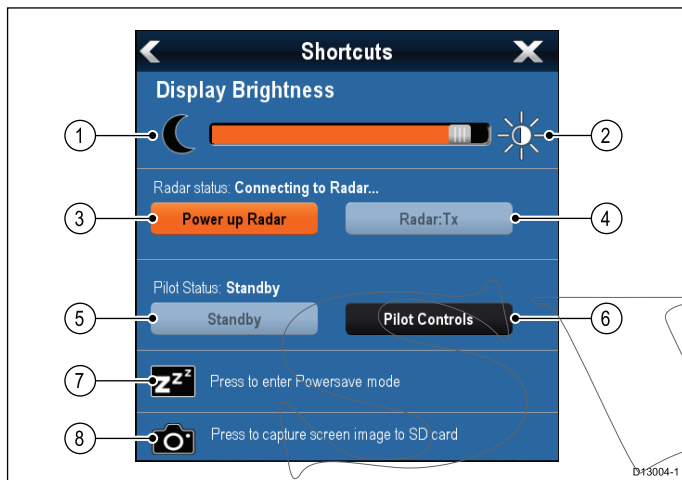 Shortcuts
Display Brightness
1
2
Radar status: Connecting to Radar...
3
Power up Radar
Radar:Tx
4
Pilot Status: Standby
5
Standby
Pilot Controls
6
7
zzz
Press to enter Powersave mode
8
Press to capture screen image to SD card
D13004-1